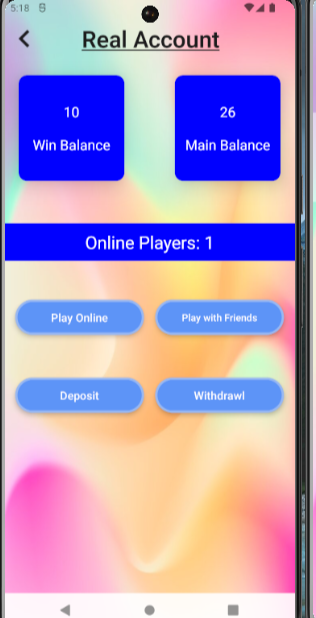 5:18
Real Account
10
Win Balance
26
Main Balance
Online Players: 1
Play Online
Play with Friends
Deposit
Withdrawl